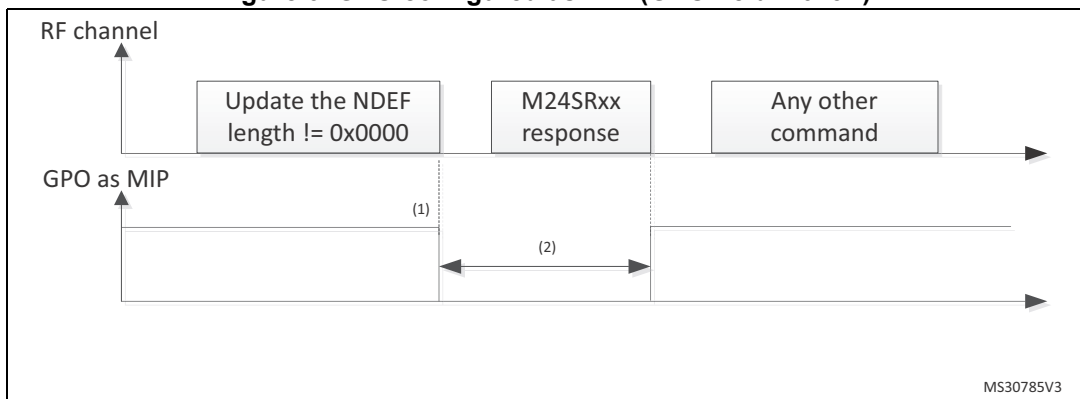 RF channel
Update the NDEF
length != 0x0000
M24SRxx
response
Any other
command
GPO as MIP
(1)
(2)
MS30785V3